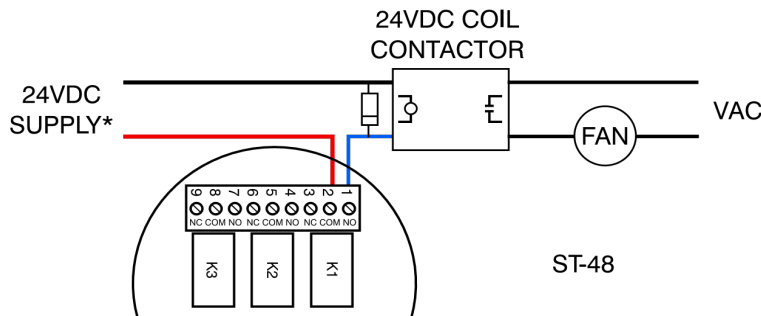 24VDC COIL
CONTACTOR
24VDC
SUPPLY*
VAC
FAN
9 8 7 6 5 4 3 2 1
NC COM NO NC COM NO NC COM NO
K3 K2 K1
ST-48